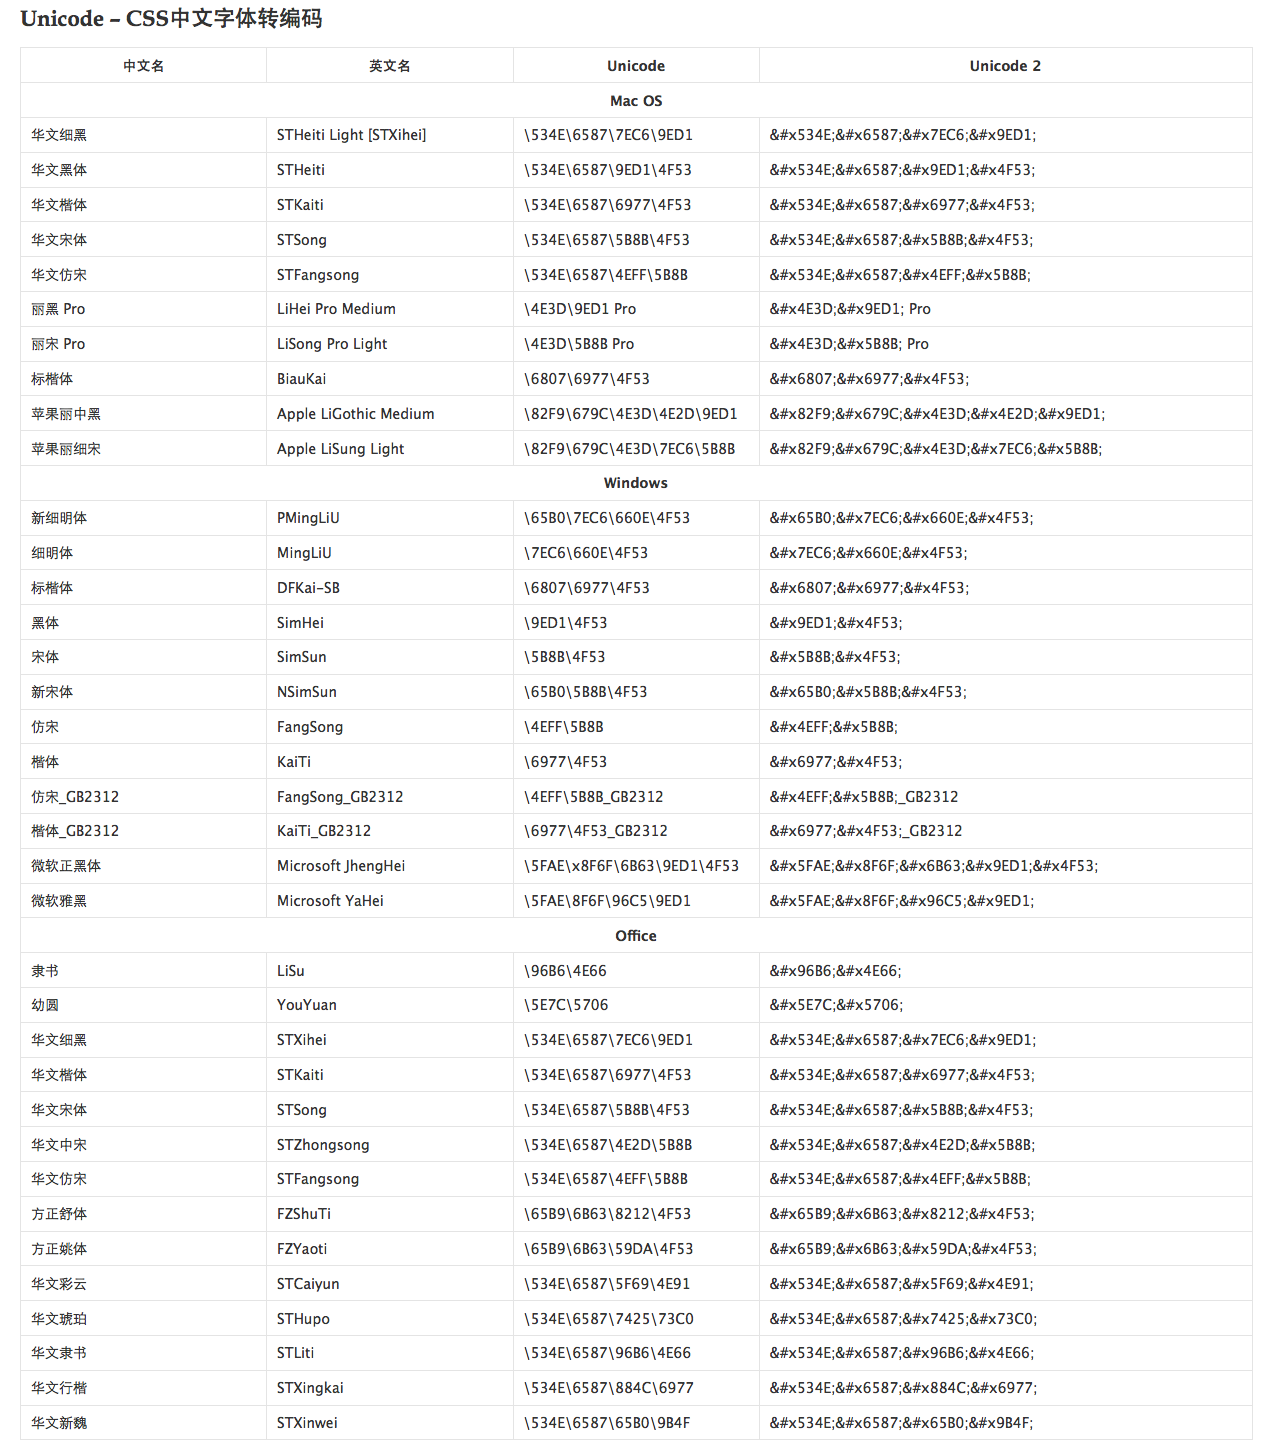 Unicode – CSS中文字体转编码
中文名 英文名 Unicode Unicode 2
Mac OS
华文细黑 STHeiti Light [STXihei] \534E\6587\7EC6\9ED1 &#x534E;&#x6587;&#x7EC6;&#x9ED1;
华文黑体 STHeiti \534E\6587\9ED1\4F53 &#x534E;&#x6587;&#x9ED1;&#x4F53;
华文楷体 STKaiti \534E\6587\6977\4F53 &#x534E;&#x6587;&#x6977;&#x4F53;
华文宋体 STSong \534E\6587\5B8B\4F53 &#x534E;&#x6587;&#x5B8B;&#x4F53;
华文仿宋 STFangsong \534E\6587\4EFF\5B8B &#x534E;&#x6587;&#x4EFF;&#x5B8B;
丽黑 Pro LiHei Pro Medium \4E3D\9ED1 Pro &#x4E3D;&#x9ED1; Pro
丽宋 Pro LiSong Pro Light \4E3D\5B8B Pro &#x4E3D;&#x5B8B; Pro
标楷体 BiauKai \6807\6977\4F53 &#x6807;&#x6977;&#x4F53;
苹果丽中黑 Apple LiGothic Medium \82F9\679C\4E3D\4E2D\9ED1 &#x82F9;&#x679C;&#x4E3D;&#x4E2D;&#x9ED1;
苹果丽细宋 Apple LiSung Light \82F9\679C\4E3D\7EC6\5B8B &#x82F9;&#x679C;&#x4E3D;&#x7EC6;&#x5B8B;
Windows
新细明体 PMingLiU \65B0\7EC6\660E\4F53 &#x65B0;&#x7EC6;&#x660E;&#x4F53;
细明体 MingLiU \7EC6\660E\4F53 &#x7EC6;&#x660E;&#x4F53;
标楷体 DFKai-SB \6807\6977\4F53 &#x6807;&#x6977;&#x4F53;
黑体 SimHei \9ED1\4F53 &#x9ED1;&#x4F53;
宋体 SimSun \5B8B\4F53 &#x5B8B;&#x4F53;
新宋体 NSimSun \65B0\5B8B\4F53 &#x65B0;&#x5B8B;&#x4F53;
仿宋 FangSong \4EFF\5B8B &#x4EFF;&#x5B8B;
楷体 KaiTi \6977\4F53 &#x6977;&#x4F53;
仿宋_GB2312 FangSong_GB2312 \4EFF\5B8B_GB2312 &#x4EFF;&#x5B8B;_GB2312
楷体_GB2312 KaiTi_GB2312 \6977\4F53_GB2312 &#x6977;&#x4F53;_GB2312
微软正黑体 Microsoft JhengHei \5FAE\x8F6F\6B63\9ED1\4F53 &#x5FAE;&#x8F6F;&#x6B63;&#x9ED1;&#x4F53;
微软雅黑 Microsoft YaHei \5FAE\8F6F\96C5\9ED1 &#x5FAE;&#x8F6F;&#x96C5;&#x9ED1;
Office
隶书 LiSu \96B6\4E66 &#x96B6;&#x4E66;
幼圆 YouYuan \5E7C\5706 &#x5E7C;&#x5706;
华文细黑 STXihei \534E\6587\7EC6\9ED1 &#x534E;&#x6587;&#x7EC6;&#x9ED1;
华文楷体 STKaiti \534E\6587\6977\4F53 &#x534E;&#x6587;&#x6977;&#x4F53;
华文宋体 STSong \534E\6587\5B8B\4F53 &#x534E;&#x6587;&#x5B8B;&#x4F53;
华文中宋 STZhongsong \534E\6587\4E2D\5B8B &#x534E;&#x6587;&#x4E2D;&#x5B8B;
华文仿宋 STFangsong \534E\6587\4EFF\5B8B &#x534E;&#x6587;&#x4EFF;&#x5B8B;
方正舒体 FZShuTi \65B9\6B63\8212\4F53 &#x65B9;&#x6B63;&#x8212;&#x4F53;
方正姚体 FZYaoti \65B9\6B63\59DA\4F53 &#x65B9;&#x6B63;&#x59DA;&#x4F53;
华文彩云 STCaiyun \534E\6587\5F69\4E91 &#x534E;&#x6587;&#x5F69;&#x4E91;
华文琥珀 STHupo \534E\6587\7425\73C0 &#x534E;&#x6587;&#x7425;&#x73C0;
华文隶书 STLiti \534E\6587\96B6\4E66 &#x534E;&#x6587;&#x96B6;&#x4E66;
华文行楷 STXingkai \534E\6587\884C\6977 &#x534E;&#x6587;&#x884C;&#x6977;
华文新魏 STXinwei \534E\6587\65B0\9B4F &#x534E;&#x6587;&#x65B0;&#x9B4F;